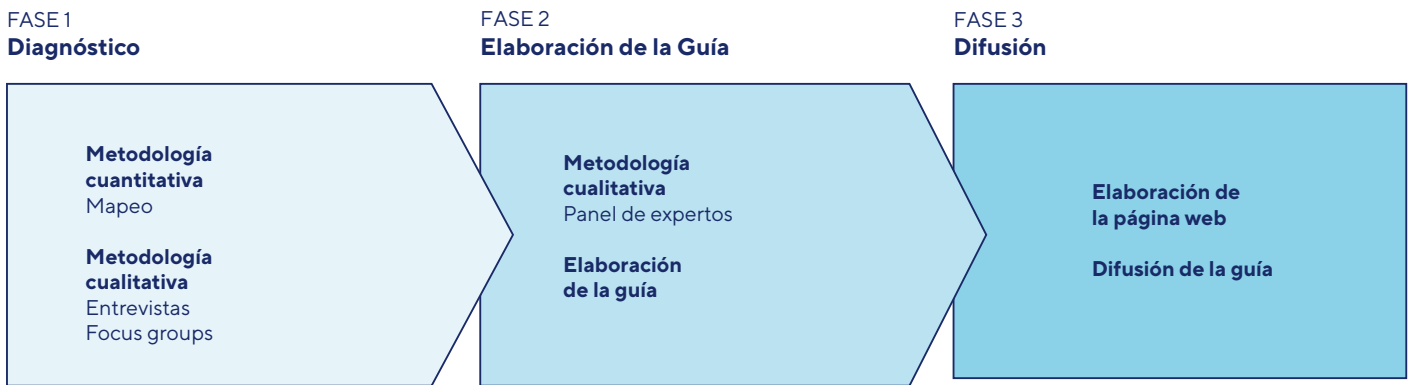 FASE 1
Diagnóstico
Metodología
cuantitativa
Mapeo
Metodología
cualitativa
Entrevistas
Focus groups
FASE 2
Elaboración de la Guía
Metodología
cualitativa
Panel de expertos
Elaboración
de la guía
FASE 3
Difusión
Elaboración de
la página web
Difusión de la guía